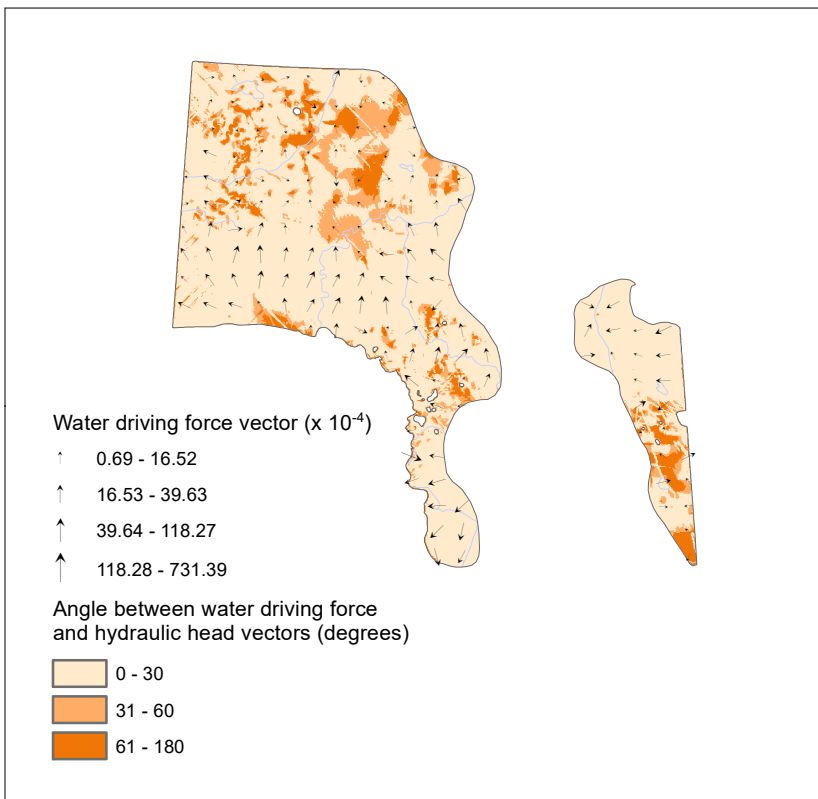 Water driving force vector (x 10⁻⁴)
0.69 - 16.52
16.53 - 39.63
39.64 - 118.27
118.28 - 731.39
Angle between water driving force
and hydraulic head vectors (degrees)
0 - 30
31 - 60
61 - 180